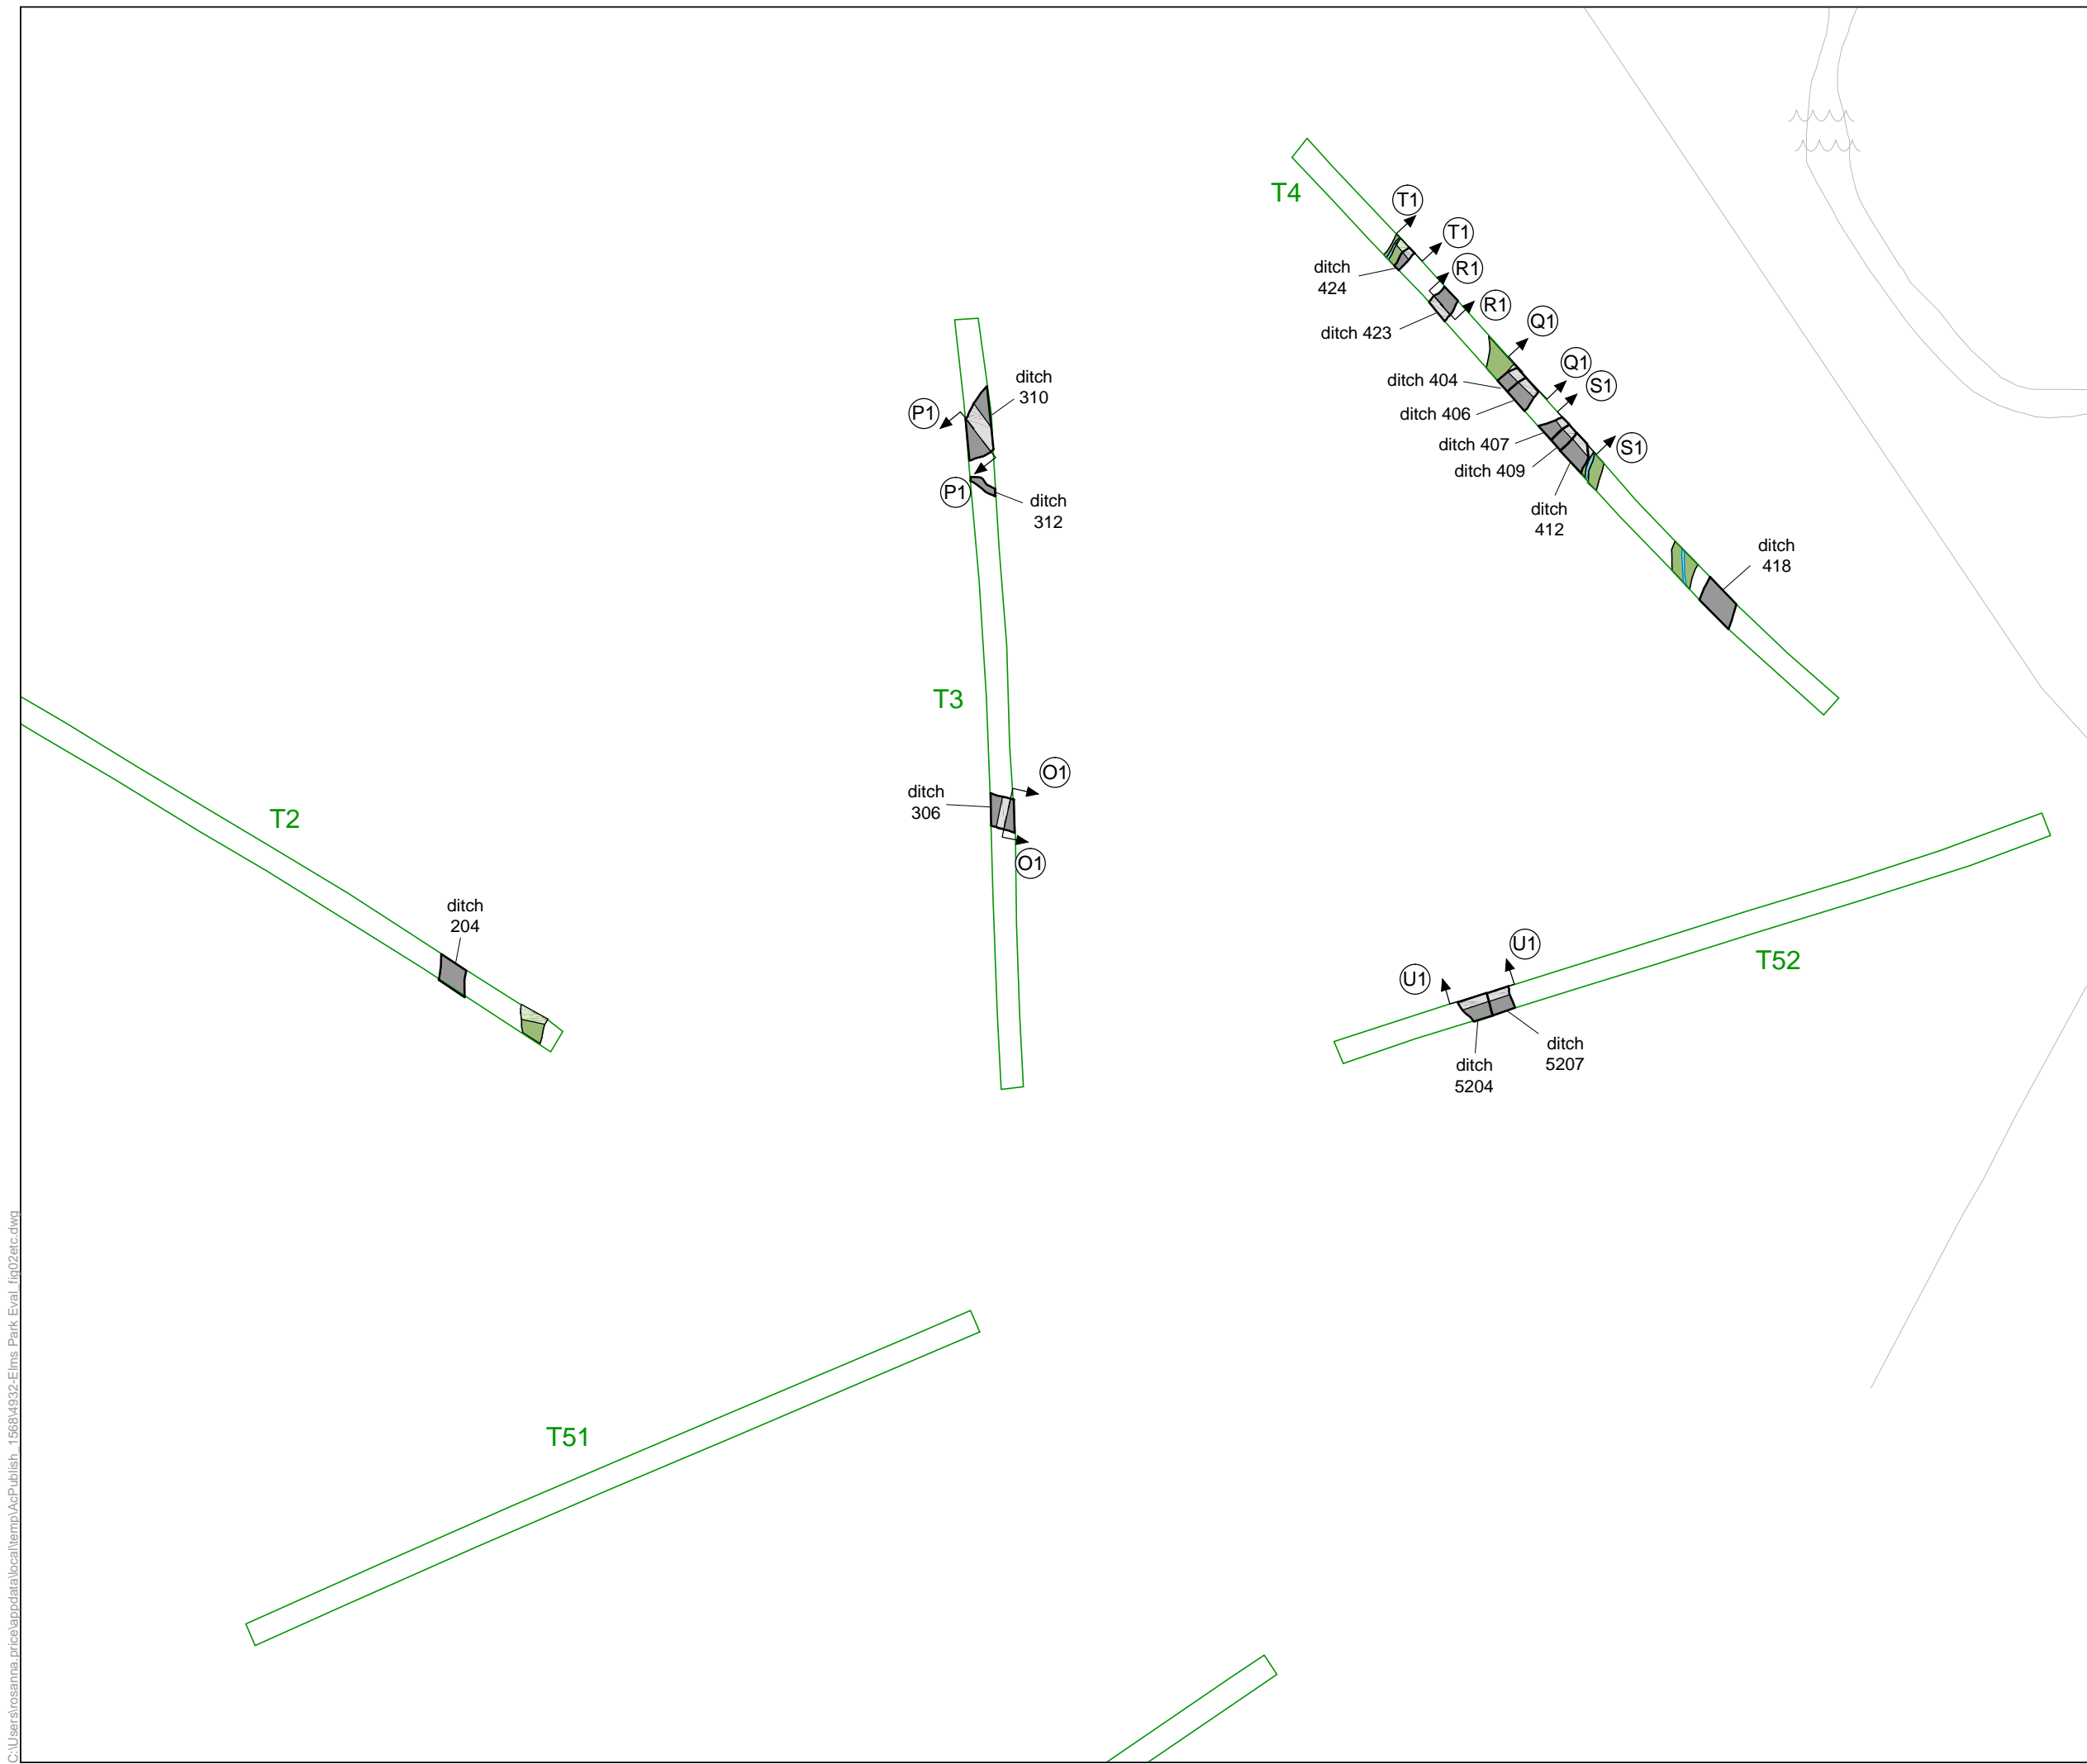 T4
T1
T1
ditch
424
R1
R1
ditch 423
Q1
Q1
ditch 404
S1
ditch 406
ditch 407
S1
ditch 409
ditch
412
ditch
418
ditch
310
P1
P1
ditch
312
T3
O1
ditch
306
O1
T2
ditch
204
U1
U1
T52
ditch
5207
ditch
5204
T51
C:\Users\rosanna.price\appdata\local\temp\AcPublish_1568\4932-Elms Park Eval_fig02etc.dwg